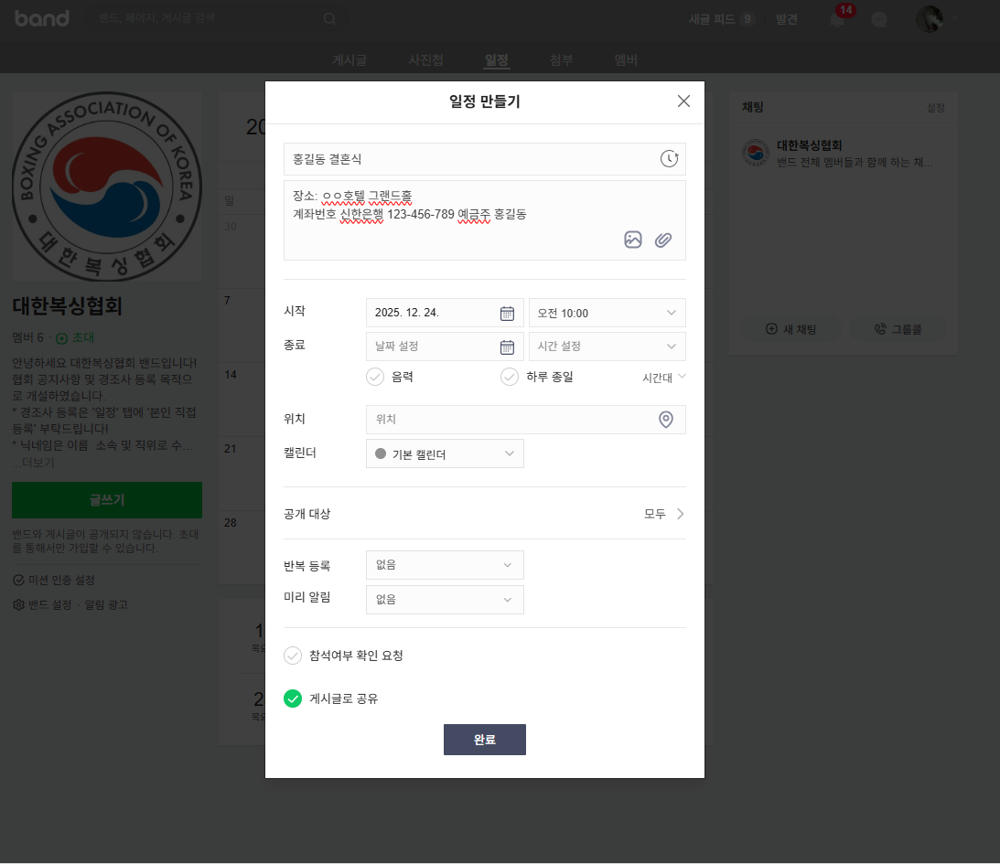 band
밴드, 페이지, 게시글 검색
새글 피드 9
발견
14
게시글
사진첩
일정
첨부
멤버
BOXING ASSOCIATION OF KOREA
대한복싱협회
대한복싱협회
멤버 6 · 초대
안녕하세요 대한복싱협회 밴드입니다!
협회 공지사항 및 경조사 등록 목적으
로 개설하였습니다.
* 경조사 등록은 '일정' 탭에 '본인 직접
등록' 부탁드립니다!
* 닉네임은 이름 소속 및 직위로 수...
...더보기
글쓰기
밴드와 게시글이 공개되지 않습니다. 초대
를 통해서만 가입할 수 있습니다.
미션 인증 설정
밴드 설정 · 알림 광고
20
일
30
7
14
21
28
1
목요
2
목요
일정 만들기
홍길동 결혼식
장소: ㅇㅇ호텔 그랜드홀
계좌번호 신한은행 123-456-789 예금주 홍길동
시작
2025. 12. 24.
오전 10:00
종료
날짜 설정
시간 설정
음력
하루 종일
시간대
위치
위치
캘린더
기본 캘린더
공개 대상
모두
반복 등록
없음
미리 알림
없음
참석여부 확인 요청
게시글로 공유
완료
채팅
설정
대한복싱협회
밴드 전체 멤버들과 함께 하는 채...
새 채팅
그룹콜